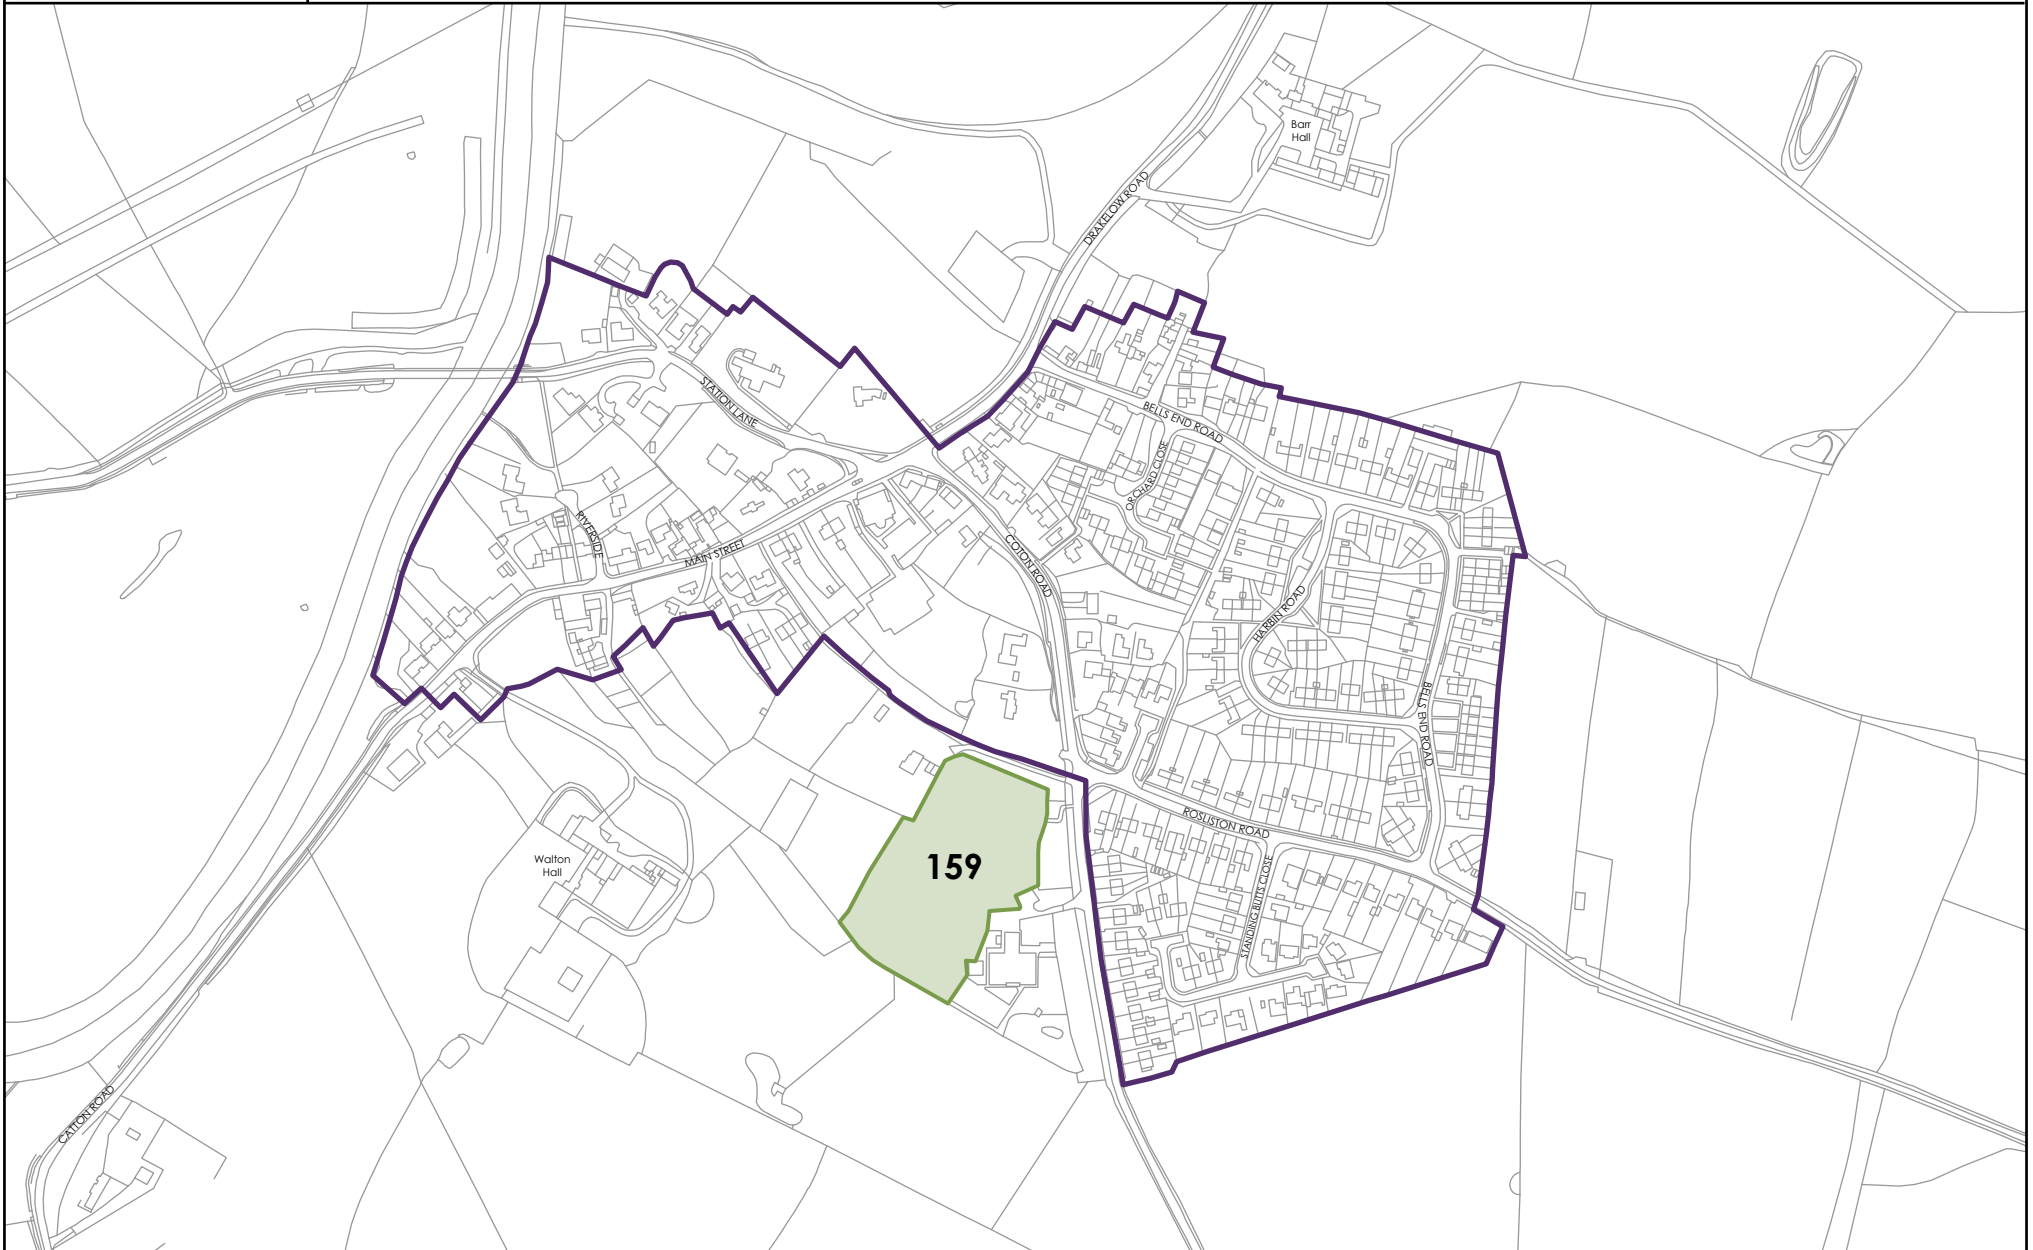 Barr
Hall
DRAKELOW ROAD
STATION LANE
BELLS END ROAD
ORCHARD CLOSE
RIVERSIDE
MAIN STREET
COTON ROAD
HARBIN ROAD
BELLS END ROAD
ROSLISTON ROAD
STANDING BUTTS CLOSE
159
Walton
Hall
CATTON ROAD